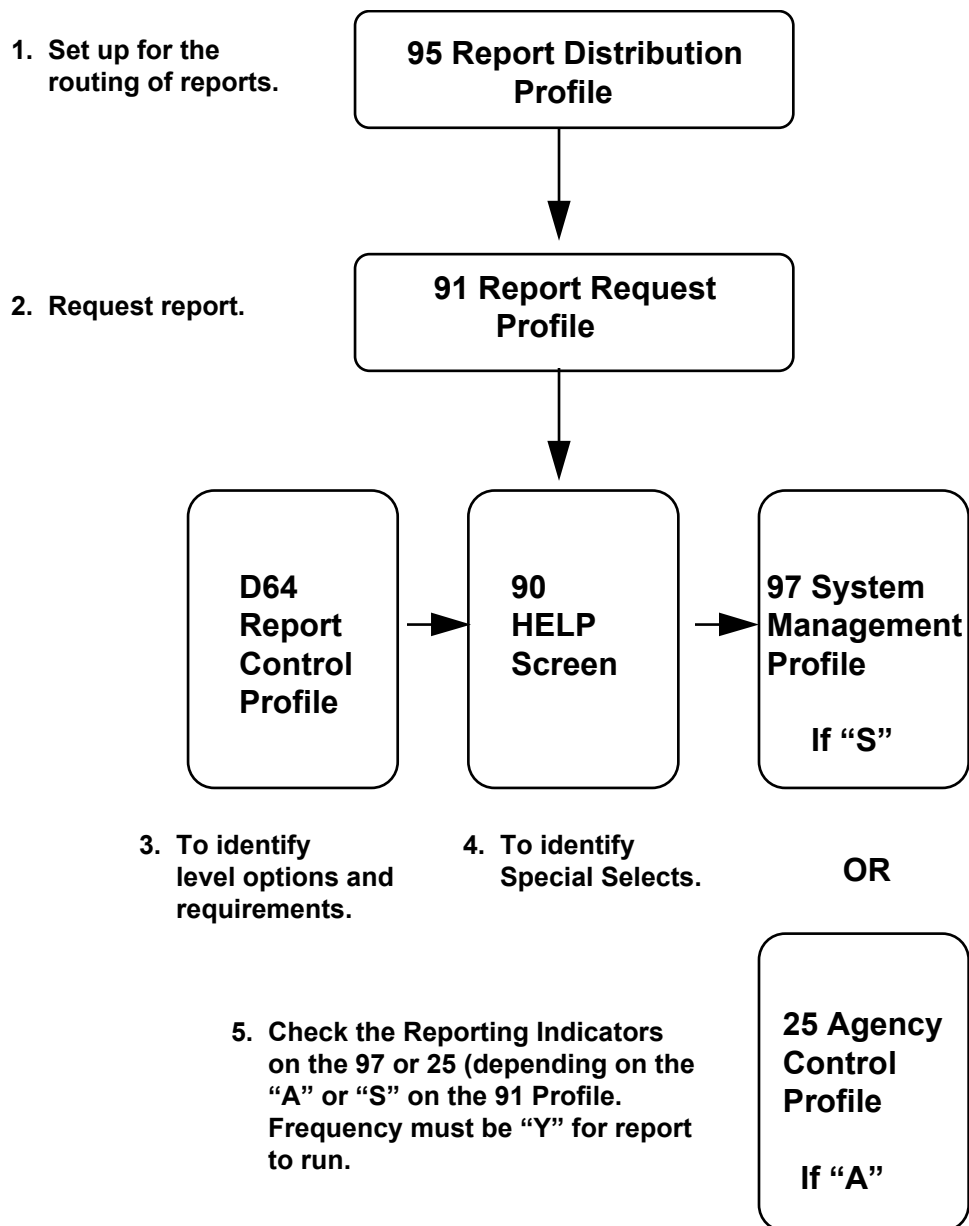 1. Set up for the
routing of reports.
95 Report Distribution
Profile
2. Request report.
91 Report Request
Profile
D64
Report
Control
Profile
90
HELP
Screen
97 System
Management
Profile
If “S”
3. To identify
level options and
requirements.
4. To identify
Special Selects.
OR
5. Check the Reporting Indicators
on the 97 or 25 (depending on the
“A” or “S” on the 91 Profile.
Frequency must be “Y” for report
to run.
25 Agency
Control
Profile
If “A”